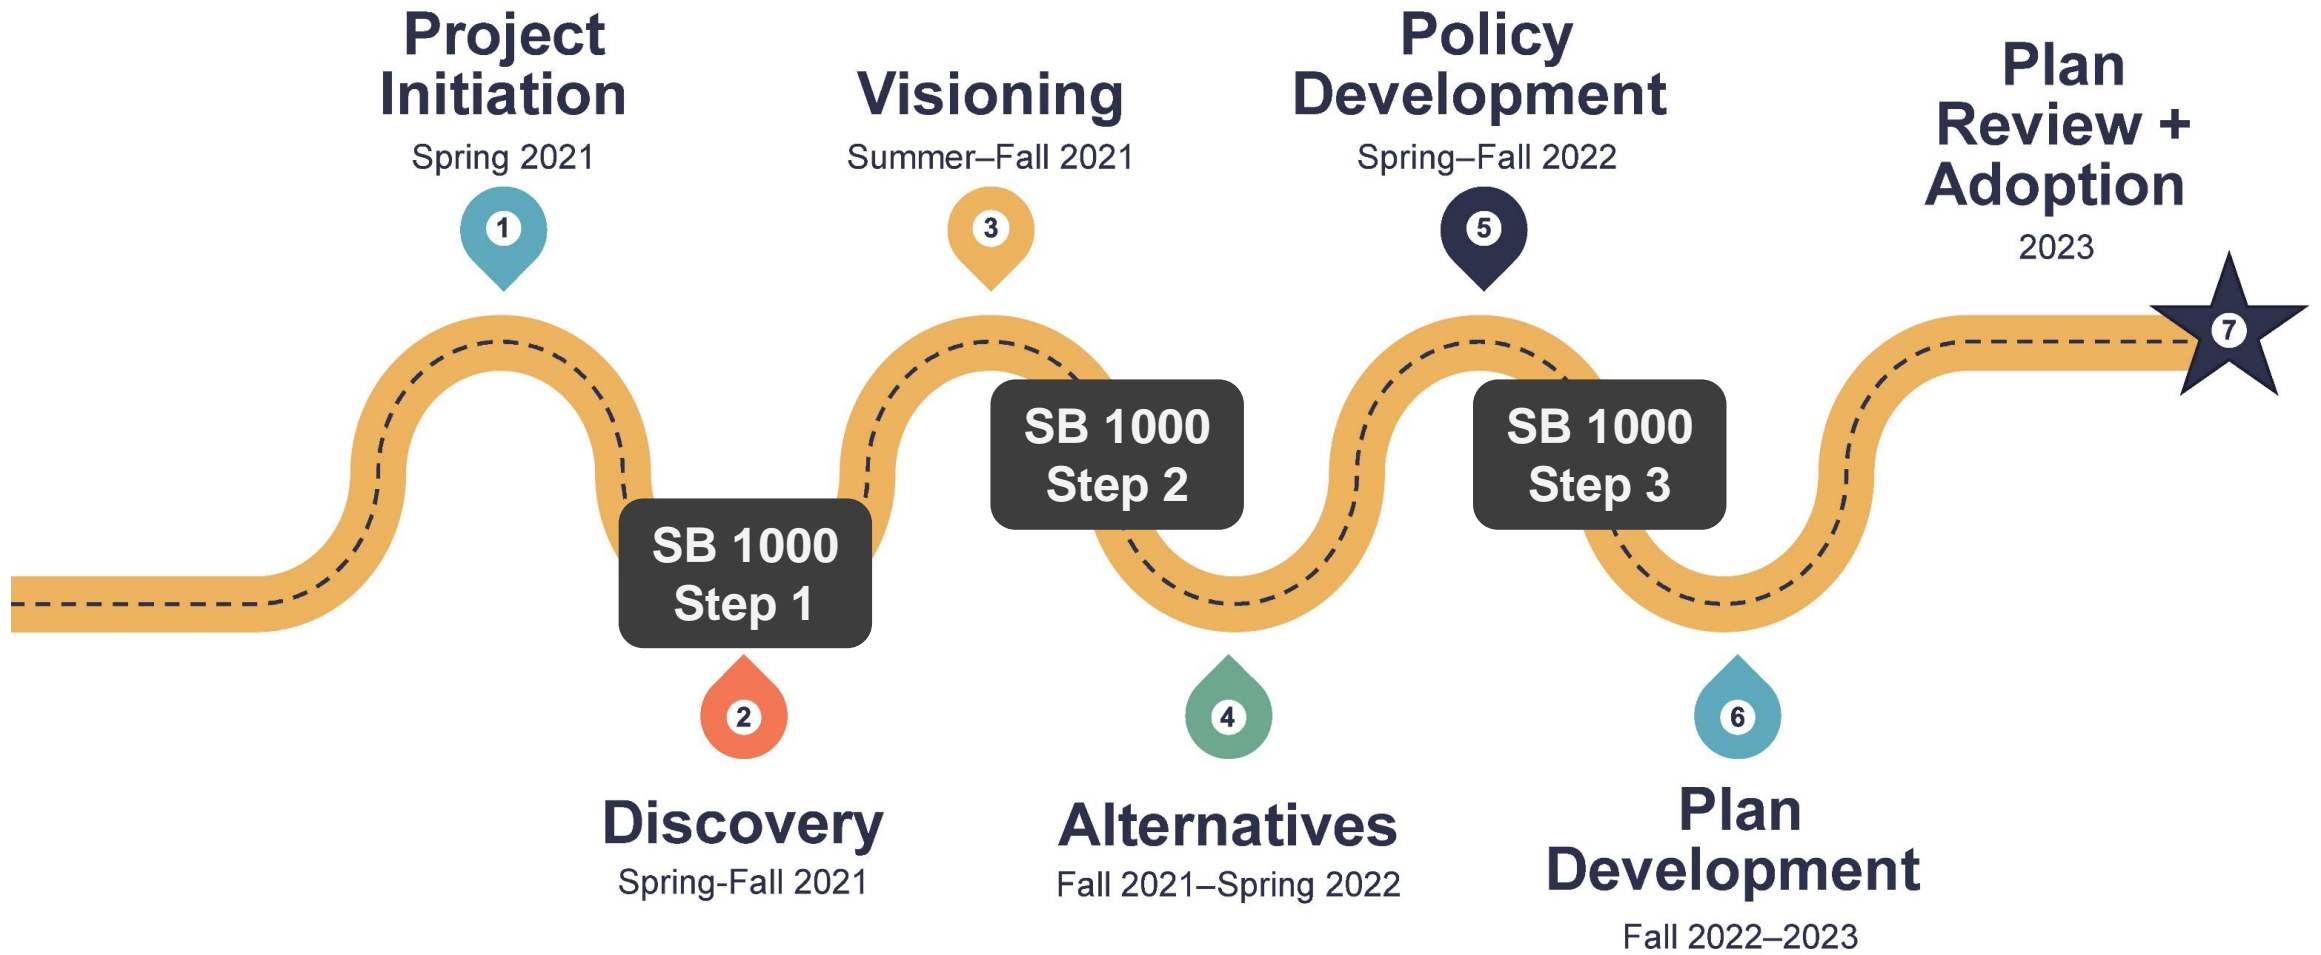 Project
Initiation
Spring 2021
1
SB 1000
Step 1
2
Discovery
Spring-Fall 2021
Visioning
Summer–Fall 2021
3
SB 1000
Step 2
4
Alternatives
Fall 2021–Spring 2022
Policy
Development
Spring–Fall 2022
5
SB 1000
Step 3
6
Plan
Development
Fall 2022–2023
Plan
Review +
Adoption
2023
7